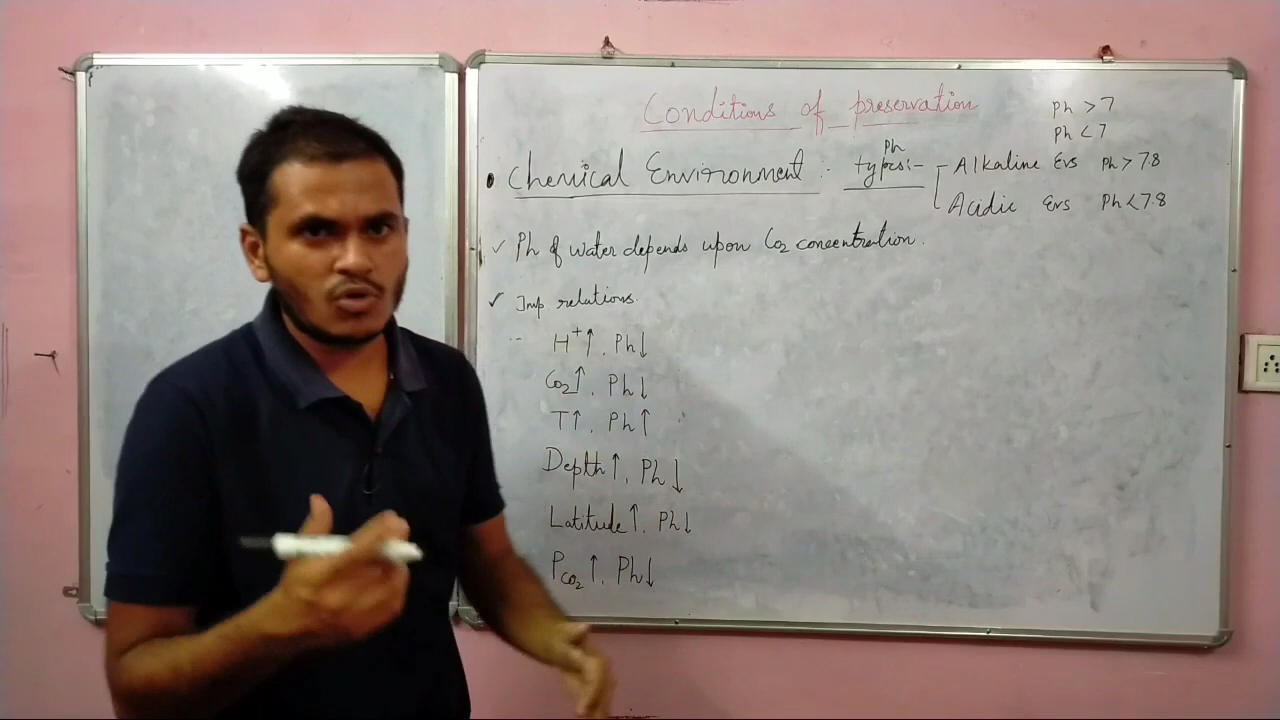 Conditions of preservation
Ph > 7
Ph < 7
• Chemical Environment :- Ph types:- Alkaline Evs Ph > 7.8
Acidic Evs Ph < 7.8
✓ Ph of water depends upon Co2 concentration.
✓ Imp relations.
H+↑, Ph↓
Co2↑, Ph↓
T↑, Ph↑
Depth↑, Ph↓
Latitude↑, Ph↓
PCO2↑, Ph↓